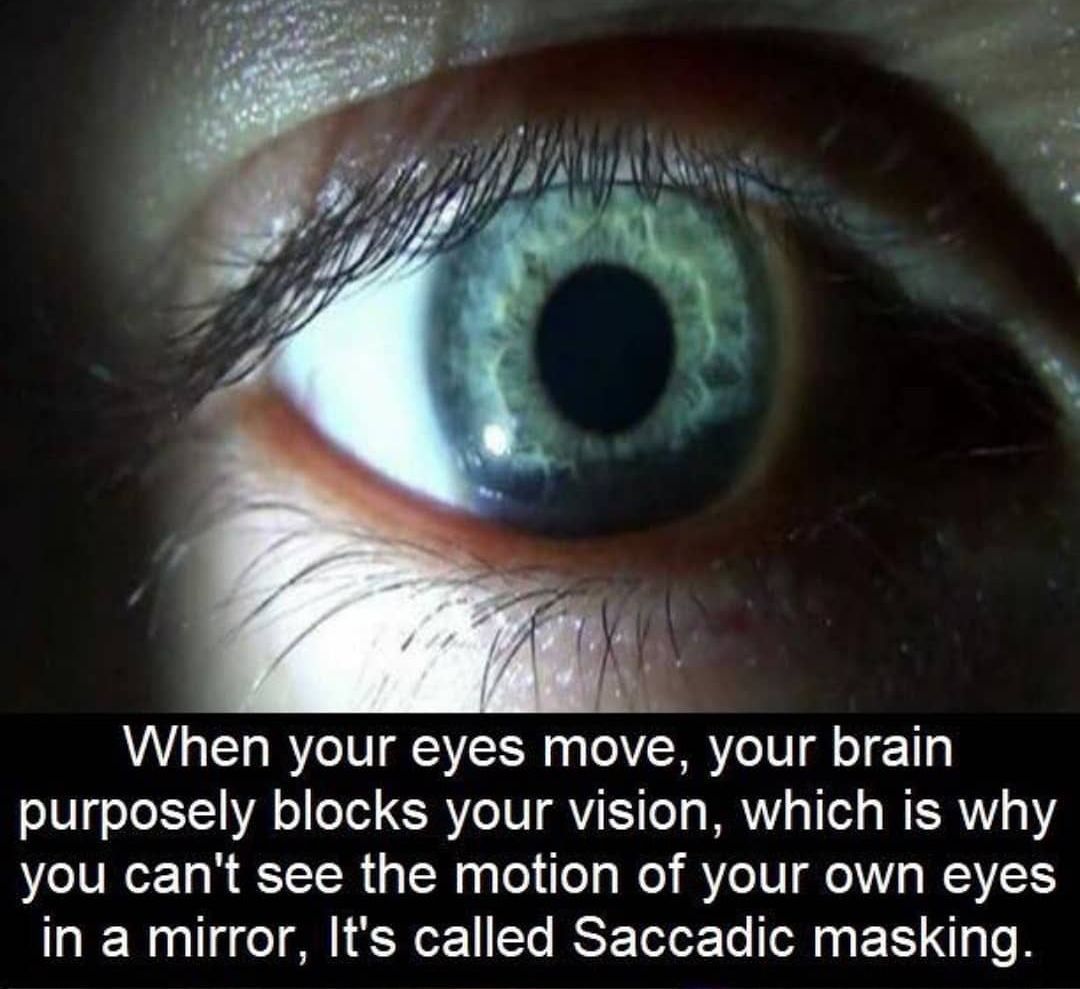 When your eyes move, your brain
purposely blocks your vision, which is why
you can't see the motion of your own eyes
in a mirror, It's called Saccadic masking.